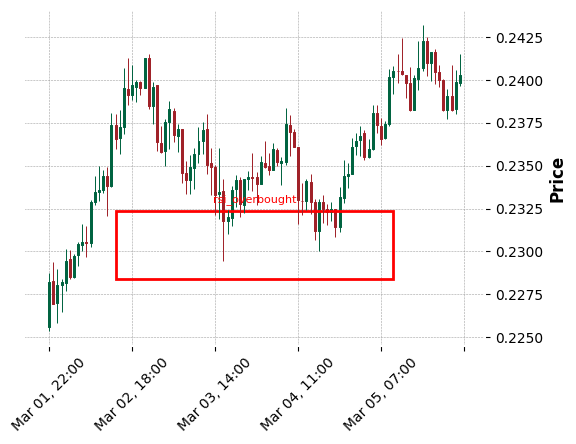 0.2425
0.2400
0.2375
0.2350
0.2325
0.2300
0.2275
0.2250
Price
rsi_overbought
Mar 01, 22:00
Mar 02, 18:00
Mar 03, 14:00
Mar 04, 11:00
Mar 05, 07:00